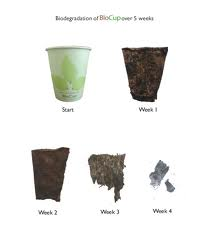 Biodegradation of BioCup over 5 weeks
Start
Week 1
Week 2
Week 3
Week 4